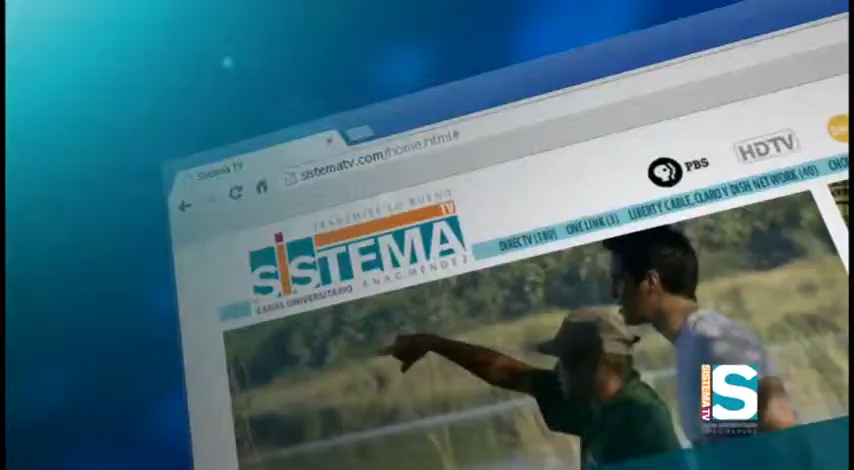 Sistema TV
sistematv.com/home.html#
PBS
HDTV
TRANSMITE LO BUENO
TV
SISTEMA
CANAL UNIVERSITARIO ANA G. MÉNDEZ
DIRECTV (180) ONE LINK (3) LIBERTY CABLE, CLARO Y DISH NETWORK (40)
SISTEMA TV
S